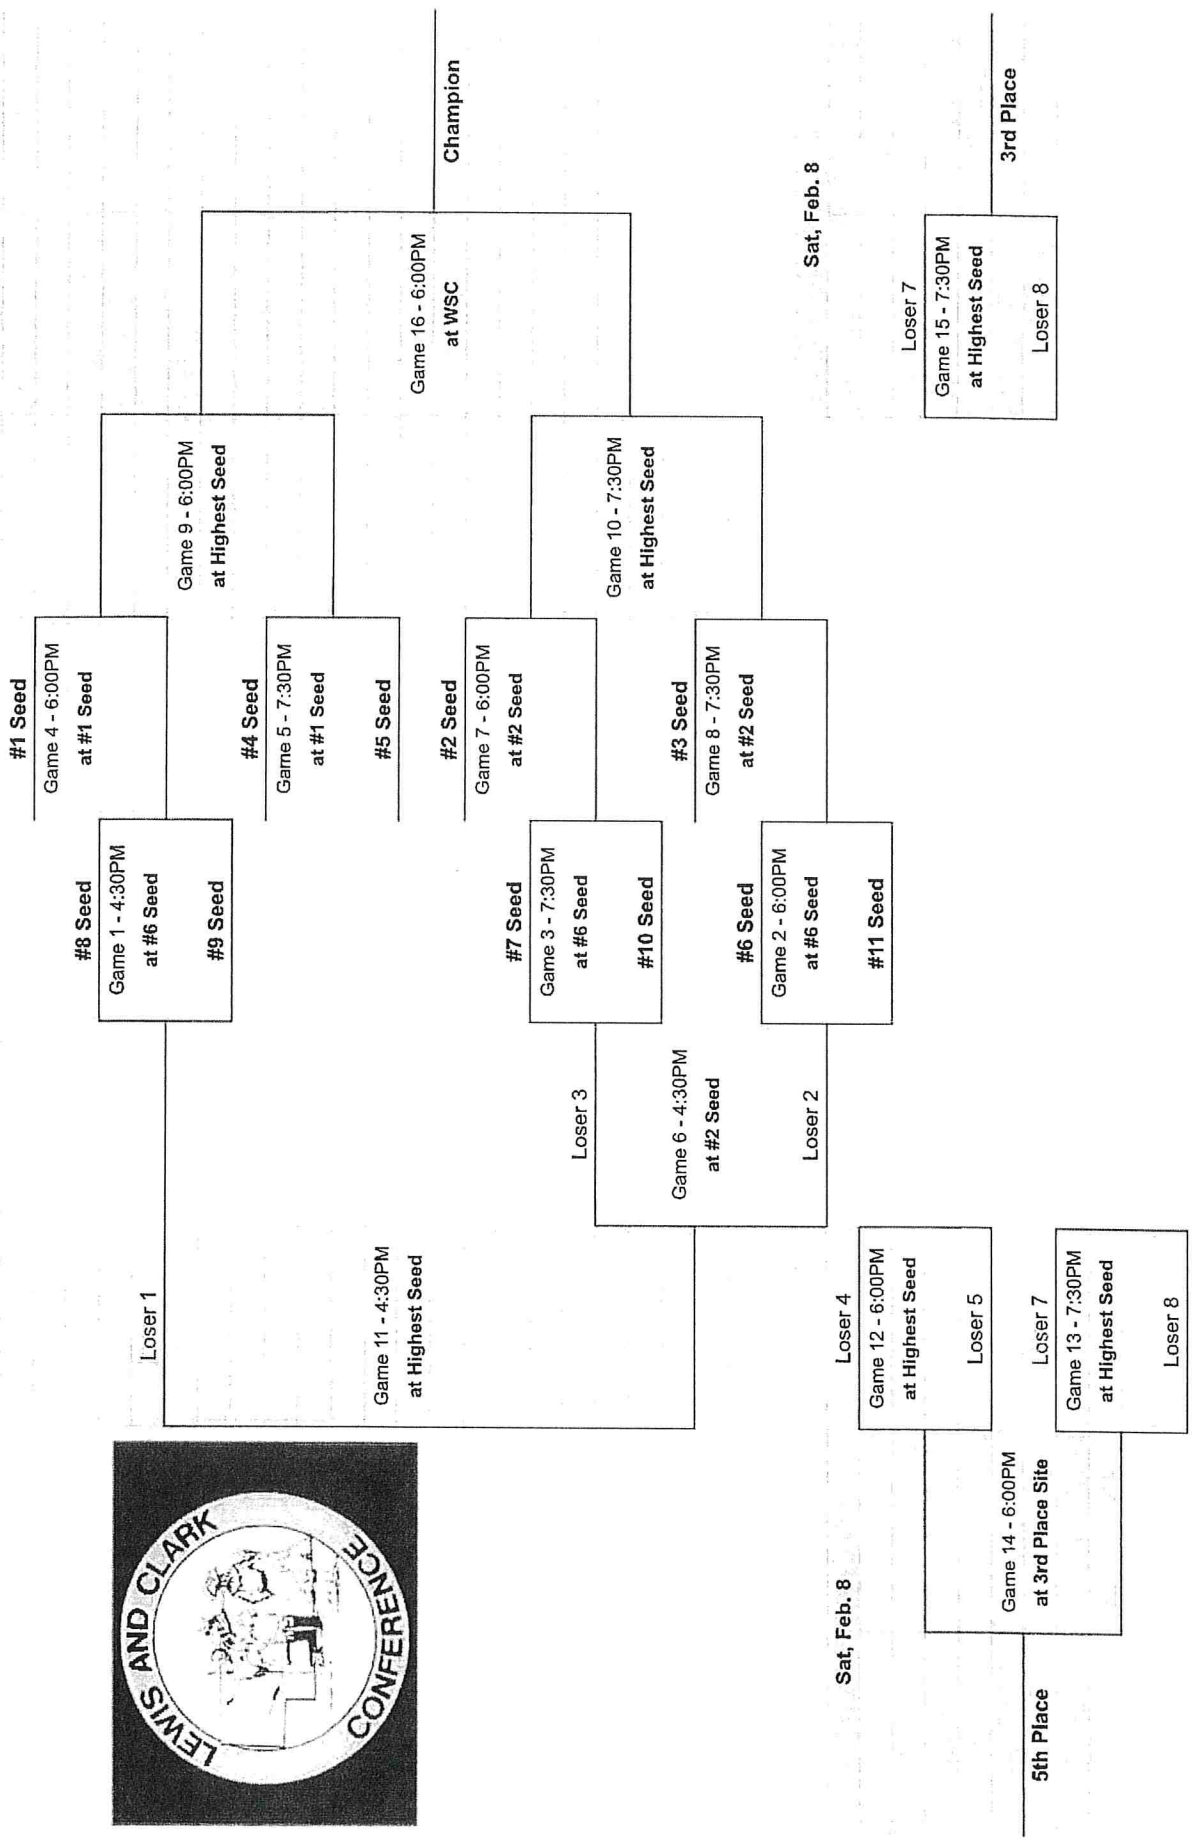 LEWIS AND CLARK
CONFERENCE
Loser 1
Game 11 - 4:30PM
at Highest Seed
Loser 3
Game 6 - 4:30PM
at #2 Seed
Loser 2
#8 Seed
Game 1 - 4:30PM
at #6 Seed
#9 Seed
#7 Seed
Game 3 - 7:30PM
at #6 Seed
#10 Seed
#6 Seed
Game 2 - 6:00PM
at #6 Seed
#11 Seed
#1 Seed
Game 4 - 6:00PM
at #1 Seed
#4 Seed
Game 5 - 7:30PM
at #1 Seed
#5 Seed
#2 Seed
Game 7 - 6:00PM
at #2 Seed
#3 Seed
Game 8 - 7:30PM
at #2 Seed
Game 9 - 6:00PM
at Highest Seed
Game 10 - 7:30PM
at Highest Seed
Game 16 - 6:00PM
at WSC
Champion
Sat, Feb. 8
5th Place
Game 14 - 6:00PM
at 3rd Place Site
Loser 4
Game 12 - 6:00PM
at Highest Seed
Loser 5
Loser 7
Game 13 - 7:30PM
at Highest Seed
Loser 8
Sat, Feb. 8
Loser 7
Game 15 - 7:30PM
at Highest Seed
Loser 8
3rd Place